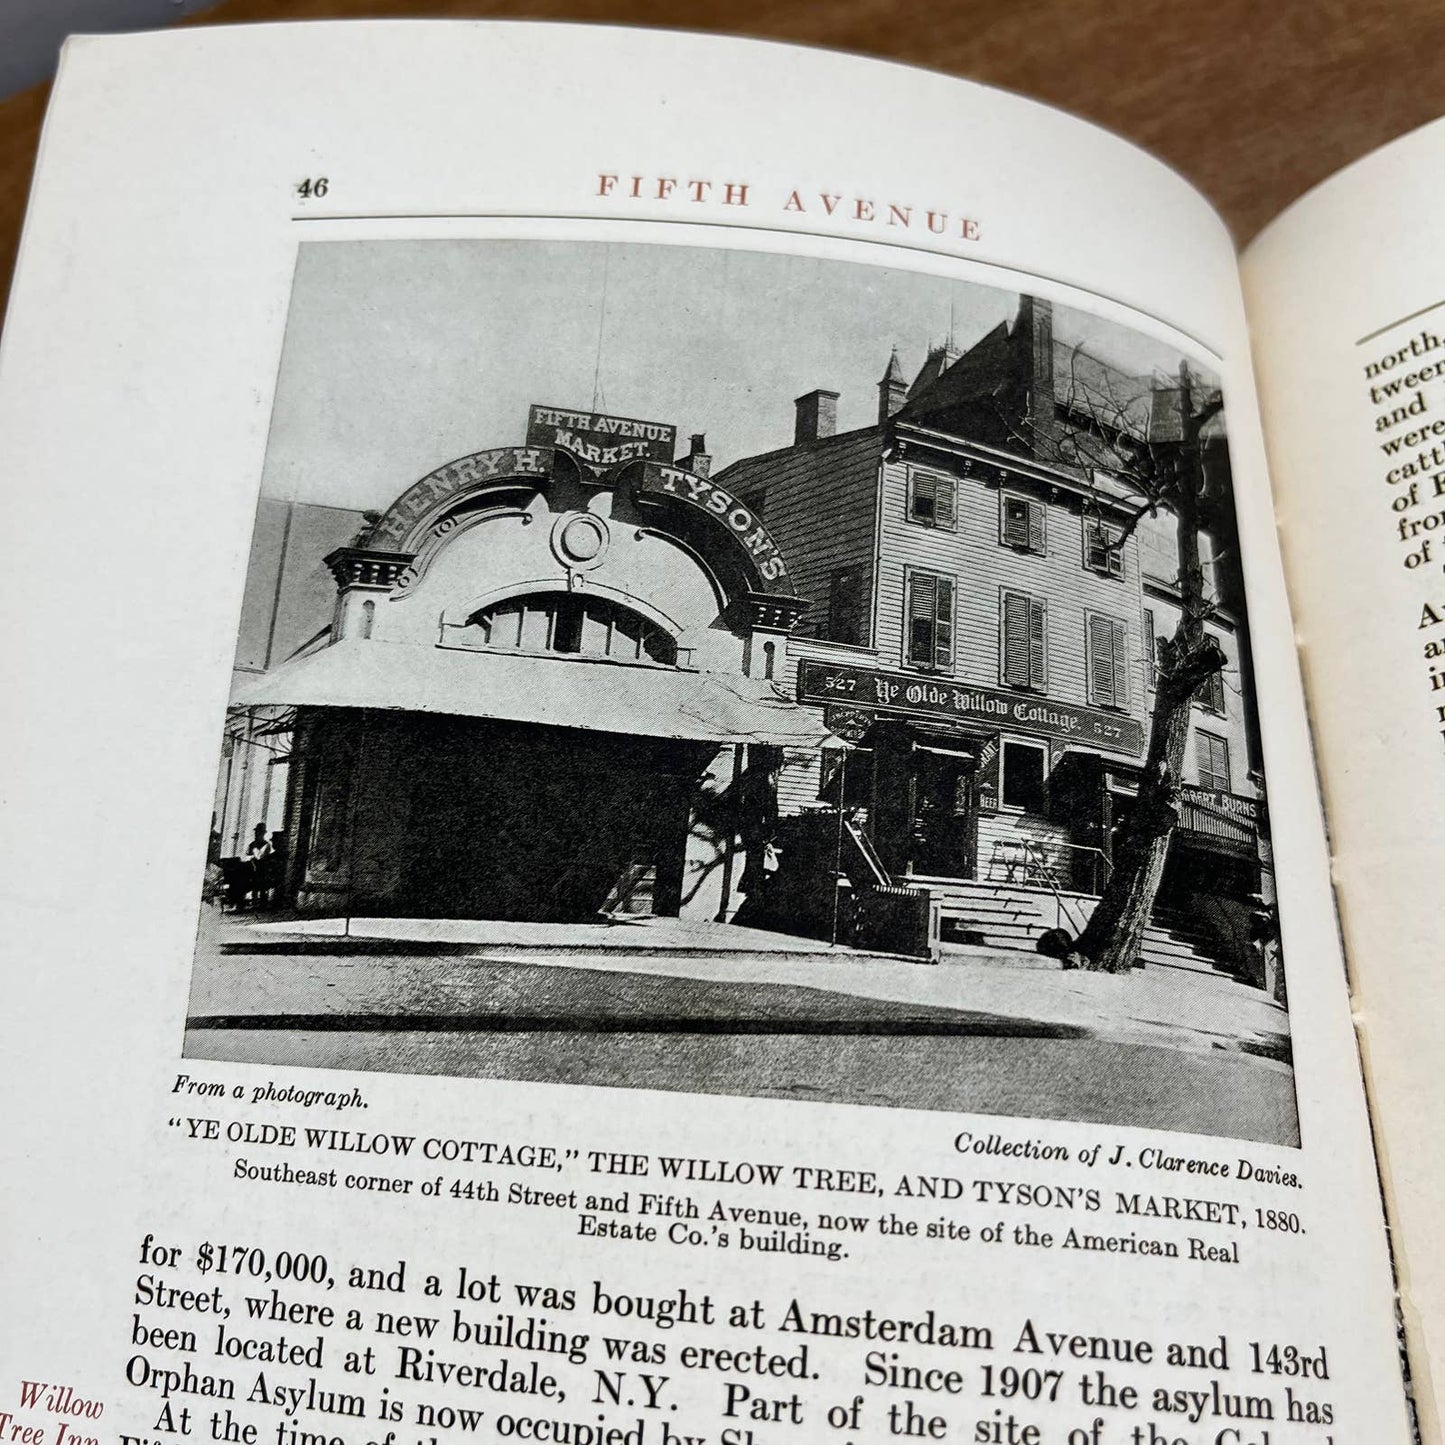 46
FIFTH AVENUE
FIFTH AVENUE
MARKET.
HENRY H. TYSON'S
527 Ye Olde Willow Cottage. 527
BEER
BURNS
From a photograph.
Collection of J. Clarence Davies.
"YE OLDE WILLOW COTTAGE," THE WILLOW TREE, AND TYSON'S MARKET, 1880.
Southeast corner of 44th Street and Fifth Avenue, now the site of the American Real
Estate Co.'s building.
for $170,000, and a lot was bought at Amsterdam Avenue and 143rd
Street, where a new building was erected. Since 1907 the asylum has
been located at Riverdale, N.Y. Part of the site of the
Orphan Asylum is now occupied by
At the time of
Willow
Tree Inn
north,
and
were
of
from
of